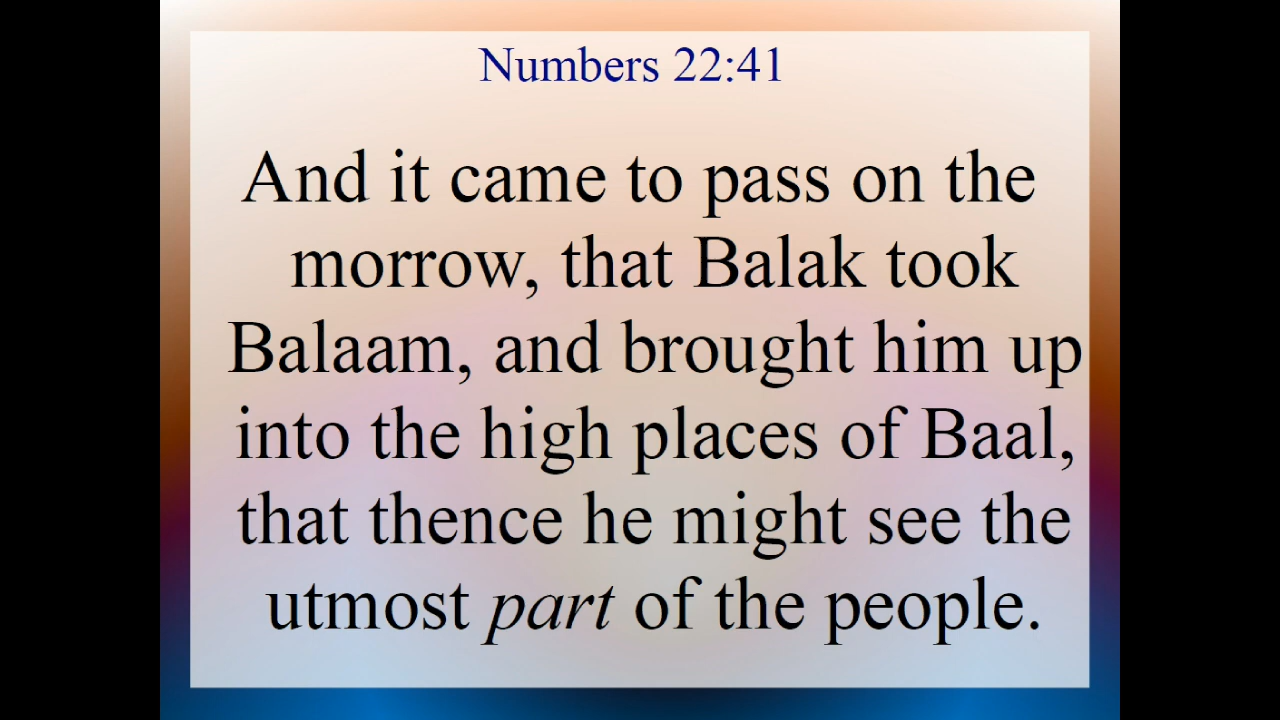 Numbers 22:41
And it came to pass on the
morrow, that Balak took
Balaam, and brought him up
into the high places of Baal,
that thence he might see the
utmost part of the people.